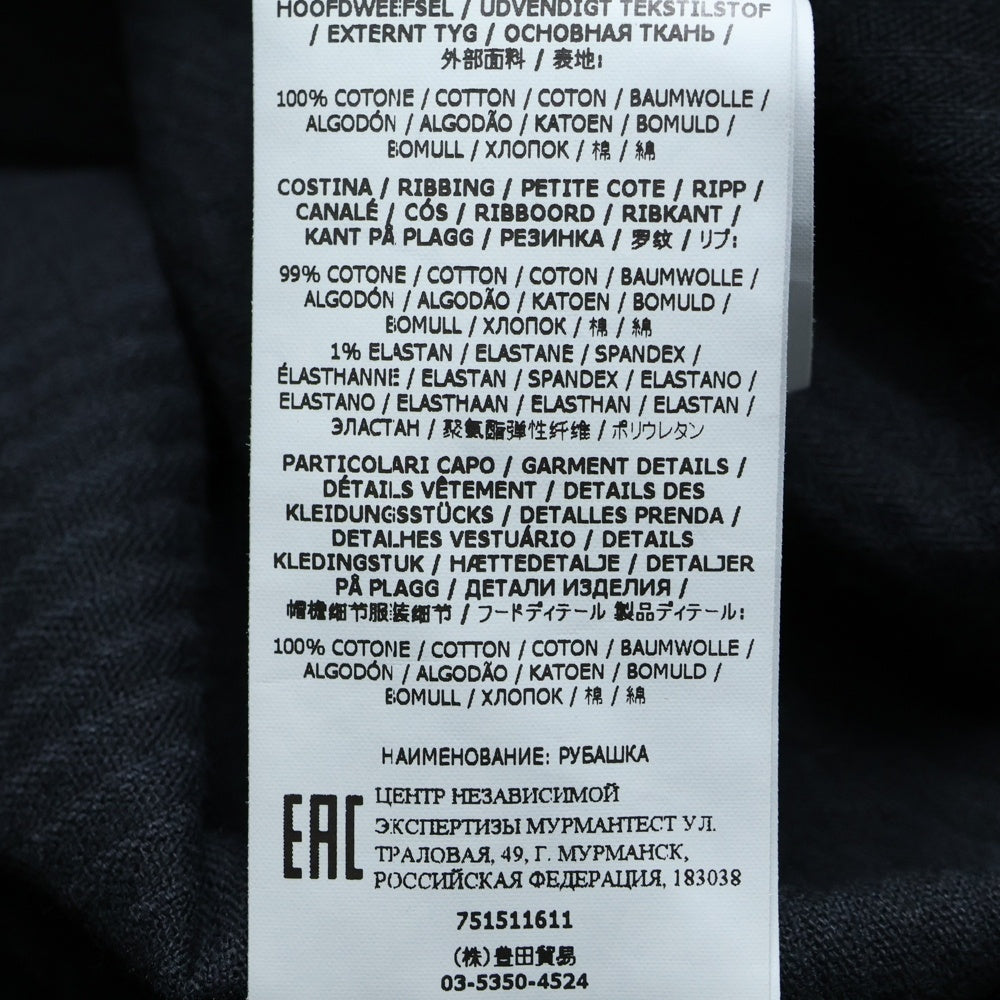 HOOFDWEEFSEL / UDVENDIGT TEKSTILSTOF
/ EXTERNT TYG / ОСНОВНАЯ ТКАНЬ /
外部面料 / 表地:
100% COTONE / COTTON / COTON / BAUMWOLLE /
ALGODÓN / ALGODÃO / KATOEN / BOMULD /
BOMULL / ХЛОПОК / 棉 / 綿
COSTINA / RIBBING / PETITE COTE / RIPP /
CANALÉ / CÓS / RIBBOORD / RIBKANT /
KANT PÅ PLAGG / РЕЗИНКА / 罗纹 / リブ:
99% COTONE / COTTON / COTON / BAUMWOLLE /
ALGODÓN / ALGODÃO / KATOEN / BOMULD /
BOMULL / ХЛОПОК / 棉 / 綿
1% ELASTAN / ELASTANE / SPANDEX /
ÉLASTHANNE / ELASTAN / SPANDEX / ELASTANO /
ELASTANO / ELASTHAAN / ELASTHAN / ELASTAN /
ЭЛАСТАН / 聚氨酯弹性纤维 / ポリウレタン
PARTICOLARI CAPO / GARMENT DETAILS /
DÉTAILS VÊTEMENT / DETAILS DES
KLEIDUNGSSTÜCKS / DETALLES PRENDA /
DETALHES VESTUÁRIO / DETAILS
KLEDINGSTUK / HÆTTEDETALJE / DETALJER
PÅ PLAGG / ДЕТАЛИ ИЗДЕЛИЯ /
帽檐细节服装细节 / フードディテール 製品ディテール:
100% COTONE / COTTON / COTON / BAUMWOLLE /
ALGODÓN / ALGODÃO / KATOEN / BOMULD /
BOMULL / ХЛОПОК / 棉 / 綿
НАИМЕНОВАНИЕ: РУБАШКА
EAC
ЦЕНТР НЕЗАВИСИМОЙ
ЭКСПЕРТИЗЫ МУРМАНТЕСТ УЛ.
ТРАЛОВАЯ, 49, Г. МУРМАНСК,
РОССИЙСКАЯ ФЕДЕРАЦИЯ, 183038
751511611
(株)豊田貿易
03-5350-4524